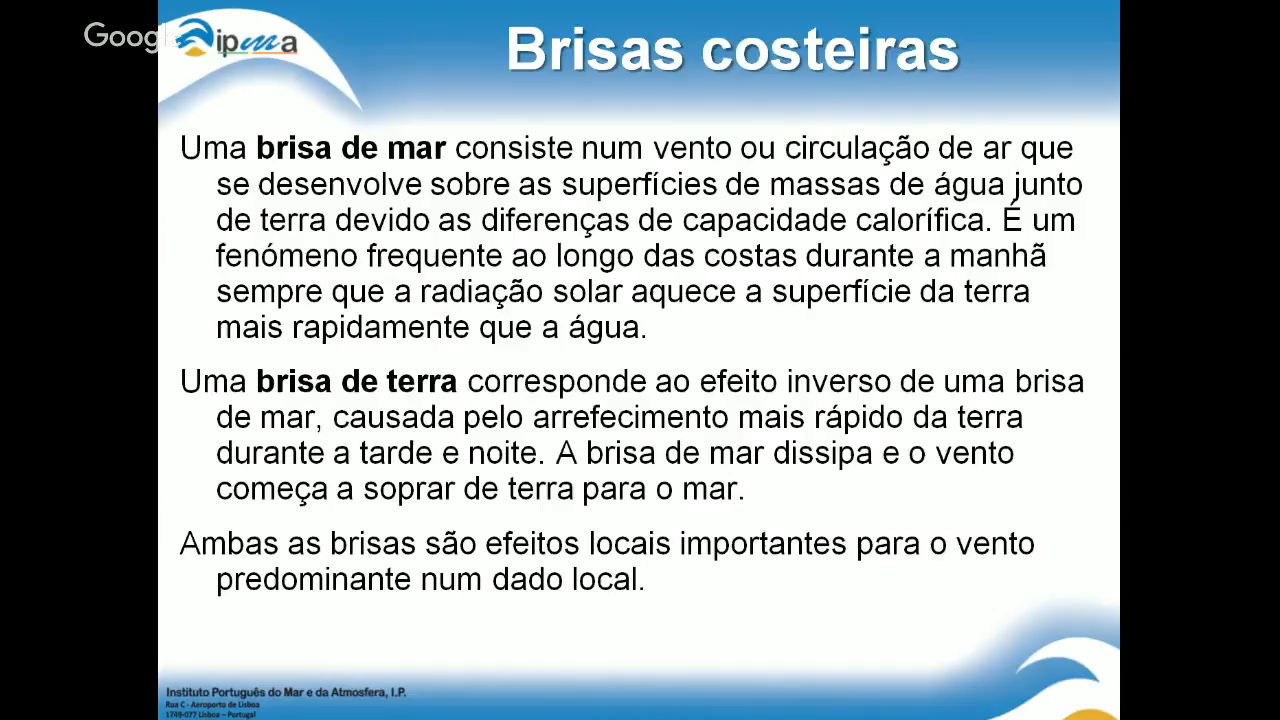 Google
ipma
Brisas costeiras
Uma brisa de mar consiste num vento ou circulação de ar que
se desenvolve sobre as superfícies de massas de água junto
de terra devido as diferenças de capacidade calorífica. É um
fenómeno frequente ao longo das costas durante a manhã
sempre que a radiação solar aquece a superfície da terra
mais rapidamente que a água.
Uma brisa de terra corresponde ao efeito inverso de uma brisa
de mar, causada pelo arrefecimento mais rápido da terra
durante a tarde e noite. A brisa de mar dissipa e o vento
começa a soprar de terra para o mar.
Ambas as brisas são efeitos locais importantes para o vento
predominante num dado local.
Instituto Português do Mar e da Atmosfera, I.P.
Rua C - Aeroporto de Lisboa
1749-077 Lisboa – Portugal